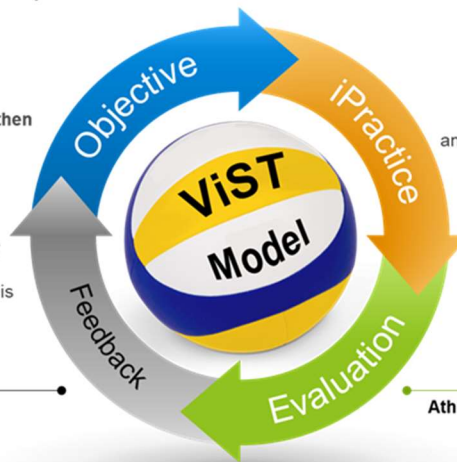 Objective
iPractice
then
an
ViST
Model
is
Feedback
Evaluation
Ath